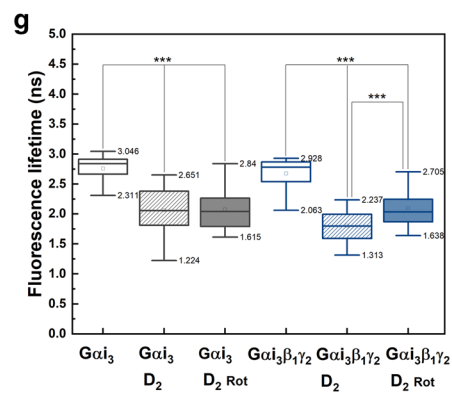 g
Fluorescence lifetime (ns)
5.0
4.5
4.0
3.5
3.0
2.5
2.0
1.5
1.0
0.5
0.0
*** ***
***
3.046 2.651 2.84 2.928 2.237 2.705
2.311 1.224 1.615 2.063 1.313 1.638
Gαi₃ Gαi₃ Gαi₃ Gαi₃β₁γ₂ Gαi₃β₁γ₂ Gαi₃β₁γ₂
D₂ D₂ Rot D₂ D₂ Rot